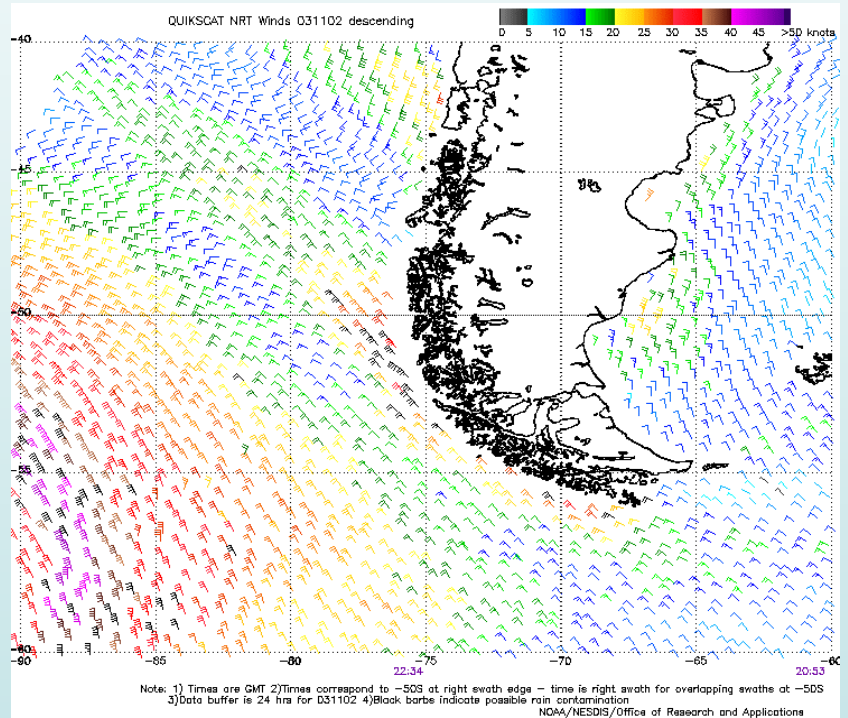 QUIKSCAT NRT Winds 031102 descending
0 5 10 15 20 25 30 35 40 45 >50 knots
-40
-45
-50
-55
-60
-90 -85 -80 -75 -70 -65 -60
22:34 20:53
Note: 1) Times are GMT 2)Times correspond to -50S at right swath edge - time is right swath for overlapping swaths at -50S
3)Data buffer is 24 hrs for 031102 4)Black barbs indicate possible rain contamination
NOAA/NESDIS/Office of Research and Applications